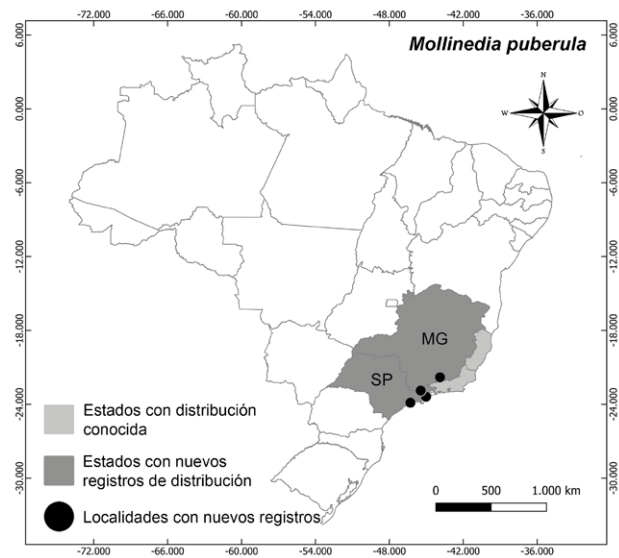 -72.000 -66.000 -60.000 -54.000 -48.000 -42.000 -36.000
6.000
Mollinedia puberula
N
W O
S
0.000
-6.000
-12.000
-18.000
-24.000
-30.000
6.000
0.000
-6.000
-12.000
-18.000
-24.000
-30.000
MG
SP
Estados con distribución
conocida
Estados con nuevos
registros de distribución
Localidades con nuevos registros
0 500 1.000 km
-72.000 -66.000 -60.000 -54.000 -48.000 -42.000 -36.000